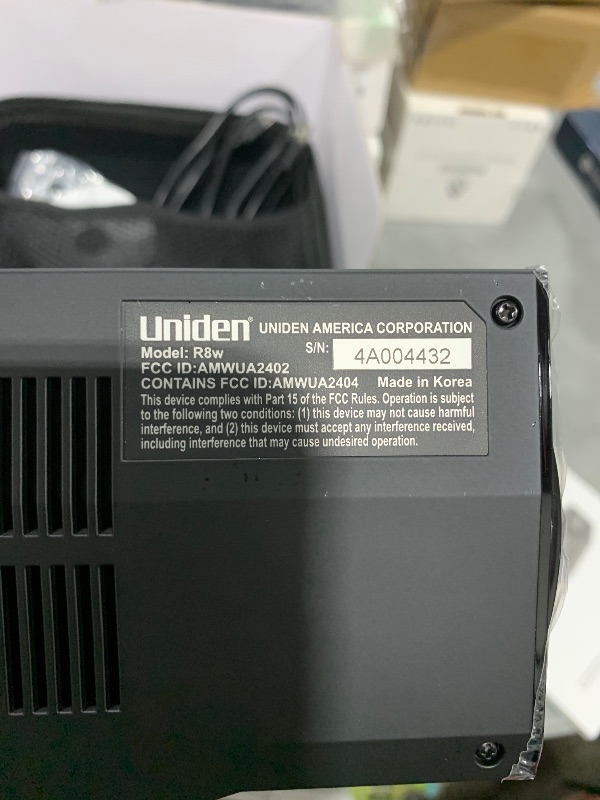 Uniden® UNIDEN AMERICA CORPORATION
Model: R8w S/N: 4A004432
FCC ID:AMWUA2402
CONTAINS FCC ID:AMWUA2404 Made in Korea
This device complies with Part 15 of the FCC Rules. Operation is subject
to the following two conditions: (1) this device may not cause harmful
interference, and (2) this device must accept any interference received,
including interference that may cause undesired operation.